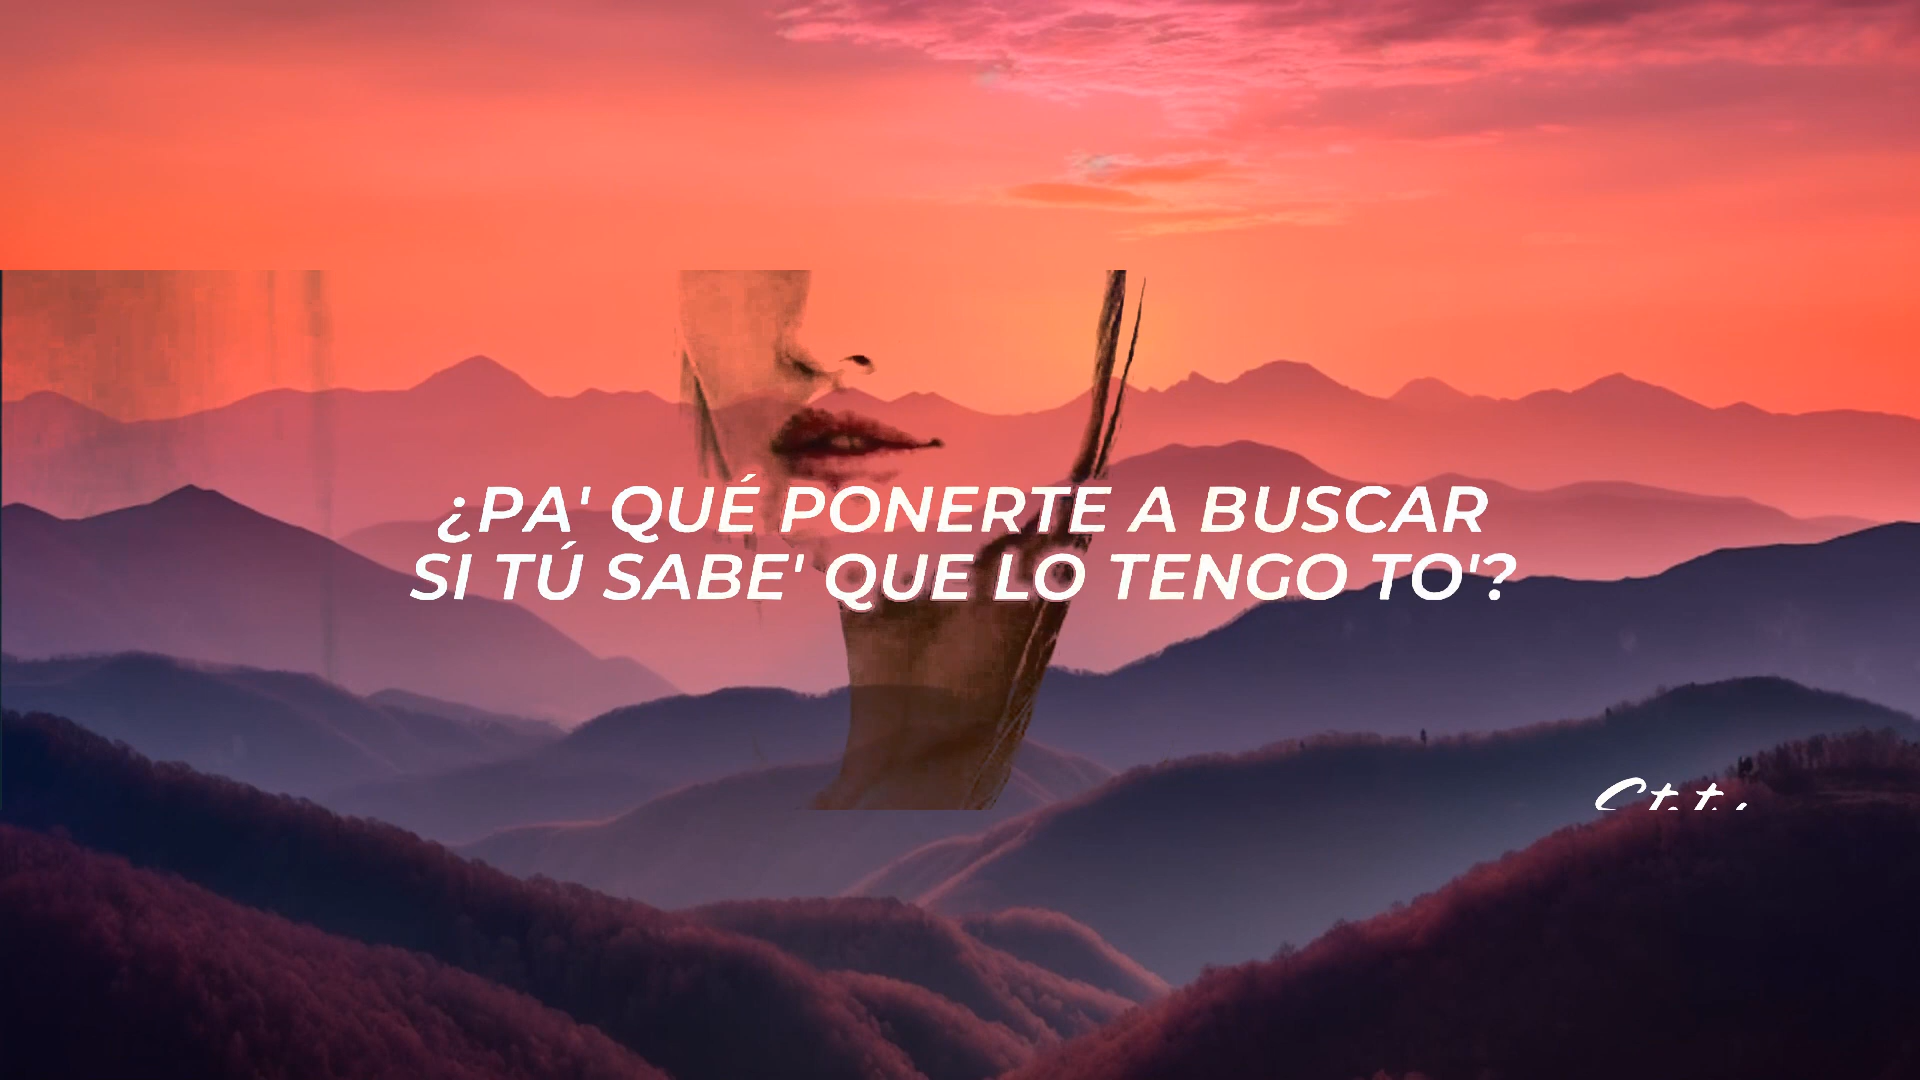 ¿PA' QUÉ PONERTE A BUSCAR
SI TÚ SABE' QUE LO TENGO TO'?